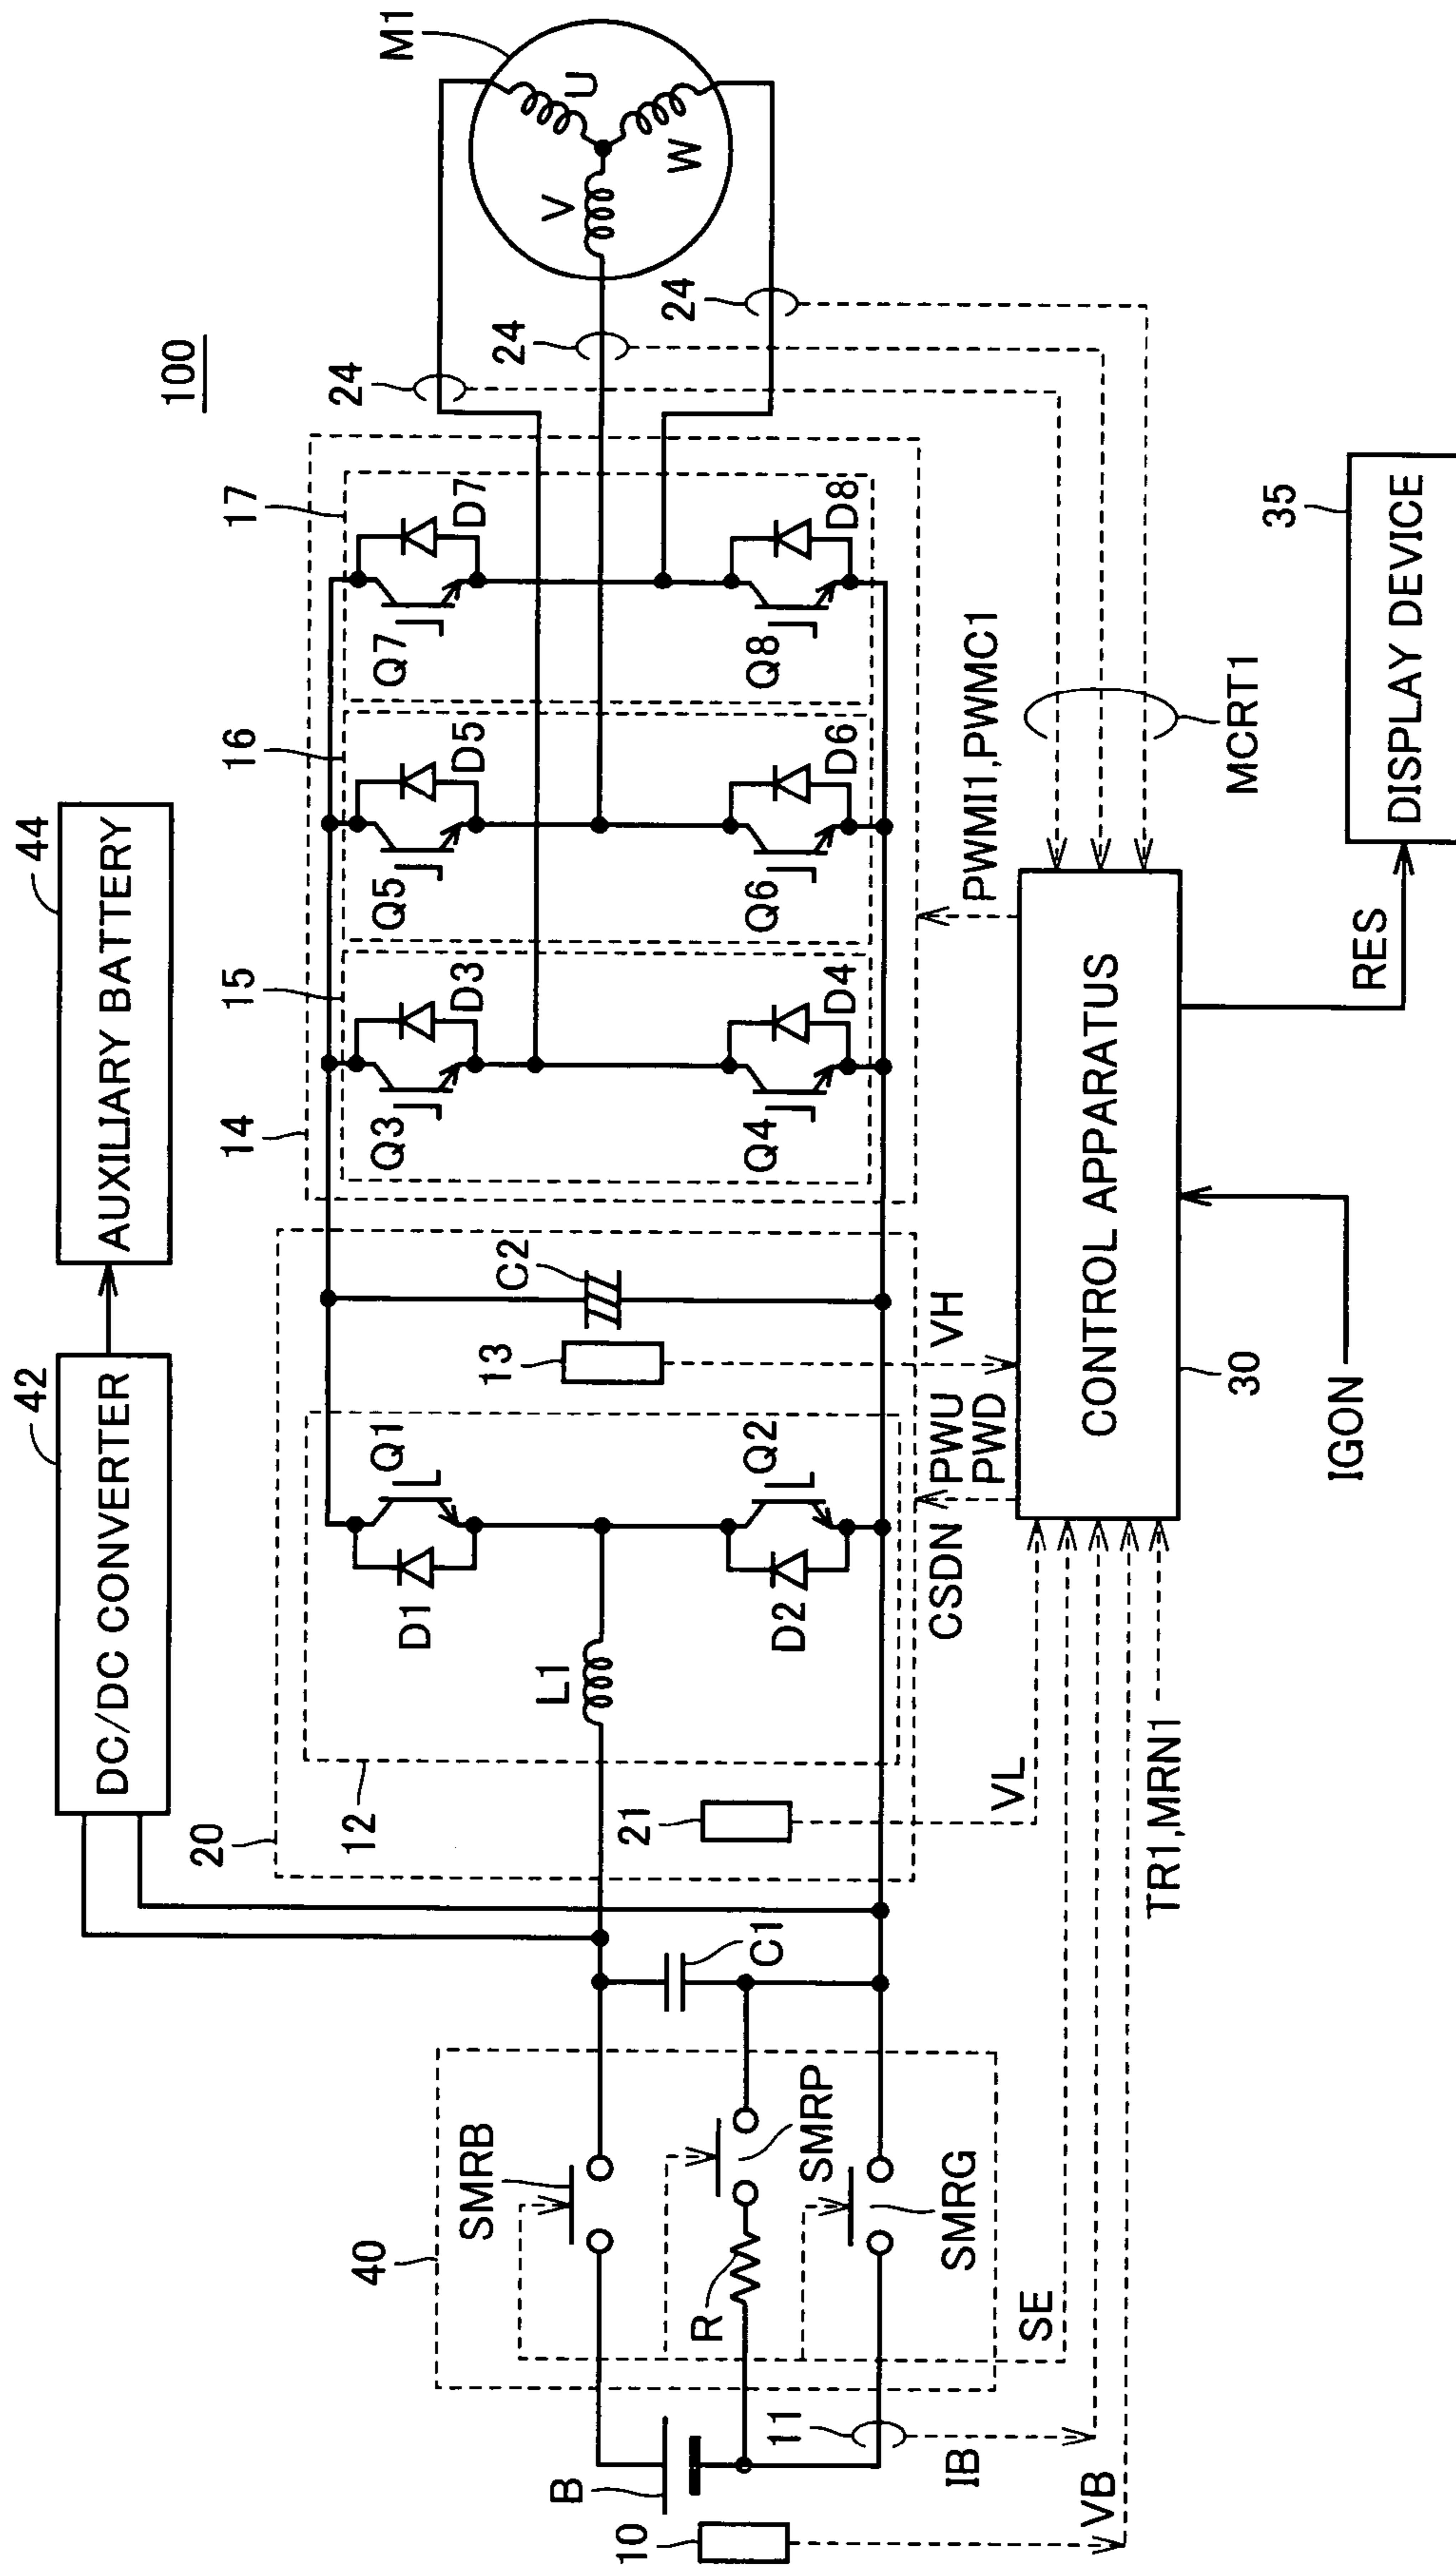 100
DC/DC CONVERTER
42
AUXILIARY BATTERY
44
20
12
14
15
16
17
24
24
24
M1
U
V
W
40
SMRB
SMRP
SMRG
R
B
10
11
C1
21
L1
D1
Q1
D2
Q2
13
C2
Q3
D3
Q4
D4
Q5
D5
Q6
D6
Q7
D7
Q8
D8
IB
VB
SE
VL
TR1,MRN1
CSDN
PWU
PWD
VH
PWMI1,PWMC1
MCRT1
CONTROL APPARATUS
30
IGON
RES
DISPLAY DEVICE
35